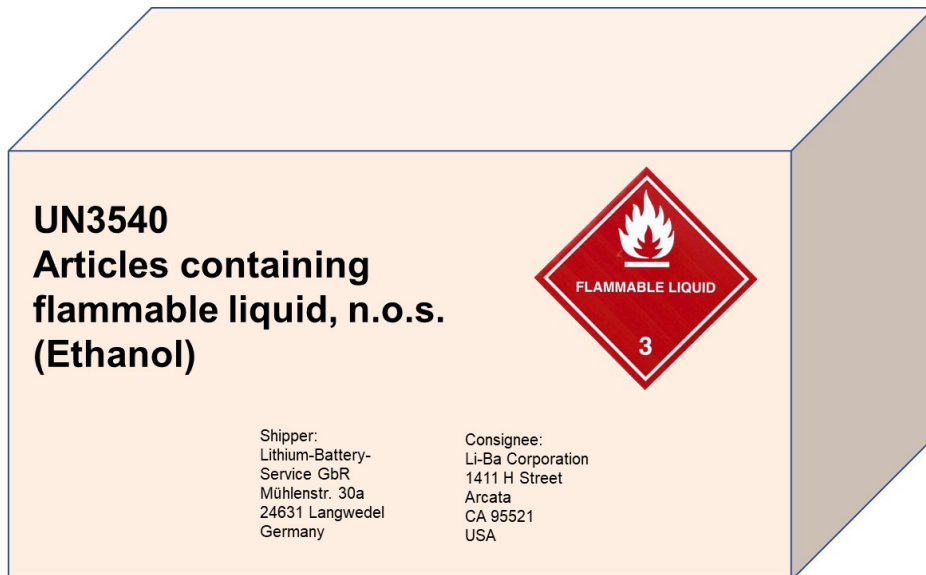 UN3540
Articles containing
flammable liquid, n.o.s.
(Ethanol)
FLAMMABLE LIQUID
3
Shipper:
Lithium-Battery-
Service GbR
Mühlenstr. 30a
24631 Langwedel
Germany
Consignee:
Li-Ba Corporation
1411 H Street
Arcata
CA 95521
USA